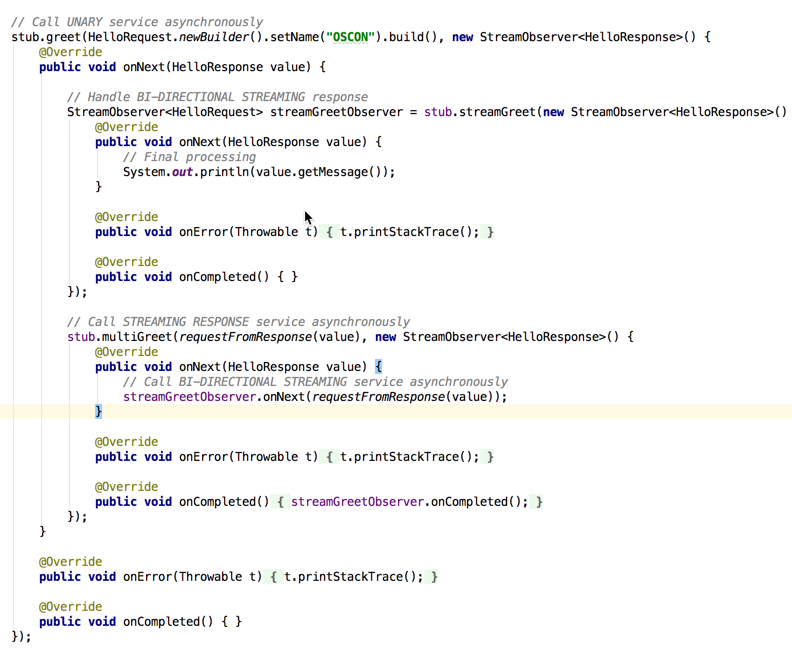 // Call UNARY service asynchronously
stub.greet(HelloRequest.newBuilder().setName("OSCON").build(), new StreamObserver<HelloResponse>() {
@Override
public void onNext(HelloResponse value) {
// Handle BI-DIRECTIONAL STREAMING response
StreamObserver<HelloRequest> streamGreetObserver = stub.streamGreet(new StreamObserver<HelloResponse>()
@Override
public void onNext(HelloResponse value) {
// Final processing
System.out.println(value.getMessage());
}
@Override
public void onError(Throwable t) { t.printStackTrace(); }
@Override
public void onCompleted() { }
});
// Call STREAMING RESPONSE service asynchronously
stub.multiGreet(requestFromResponse(value), new StreamObserver<HelloResponse>() {
@Override
public void onNext(HelloResponse value) {
// Call BI-DIRECTIONAL STREAMING service asynchronously
streamGreetObserver.onNext(requestFromResponse(value));
}
@Override
public void onError(Throwable t) { t.printStackTrace(); }
@Override
public void onCompleted() { streamGreetObserver.onCompleted(); }
});
}
@Override
public void onError(Throwable t) { t.printStackTrace(); }
@Override
public void onCompleted() { }
});